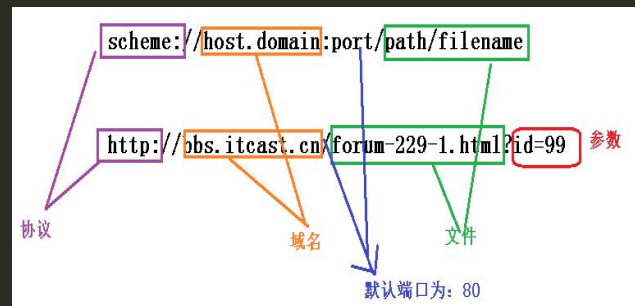 scheme://host.domain:port/path/filename
http://bbs.itcast.cn/forum-229-1.html?id=99
参数
协议
域名
文件
默认端口为: 80